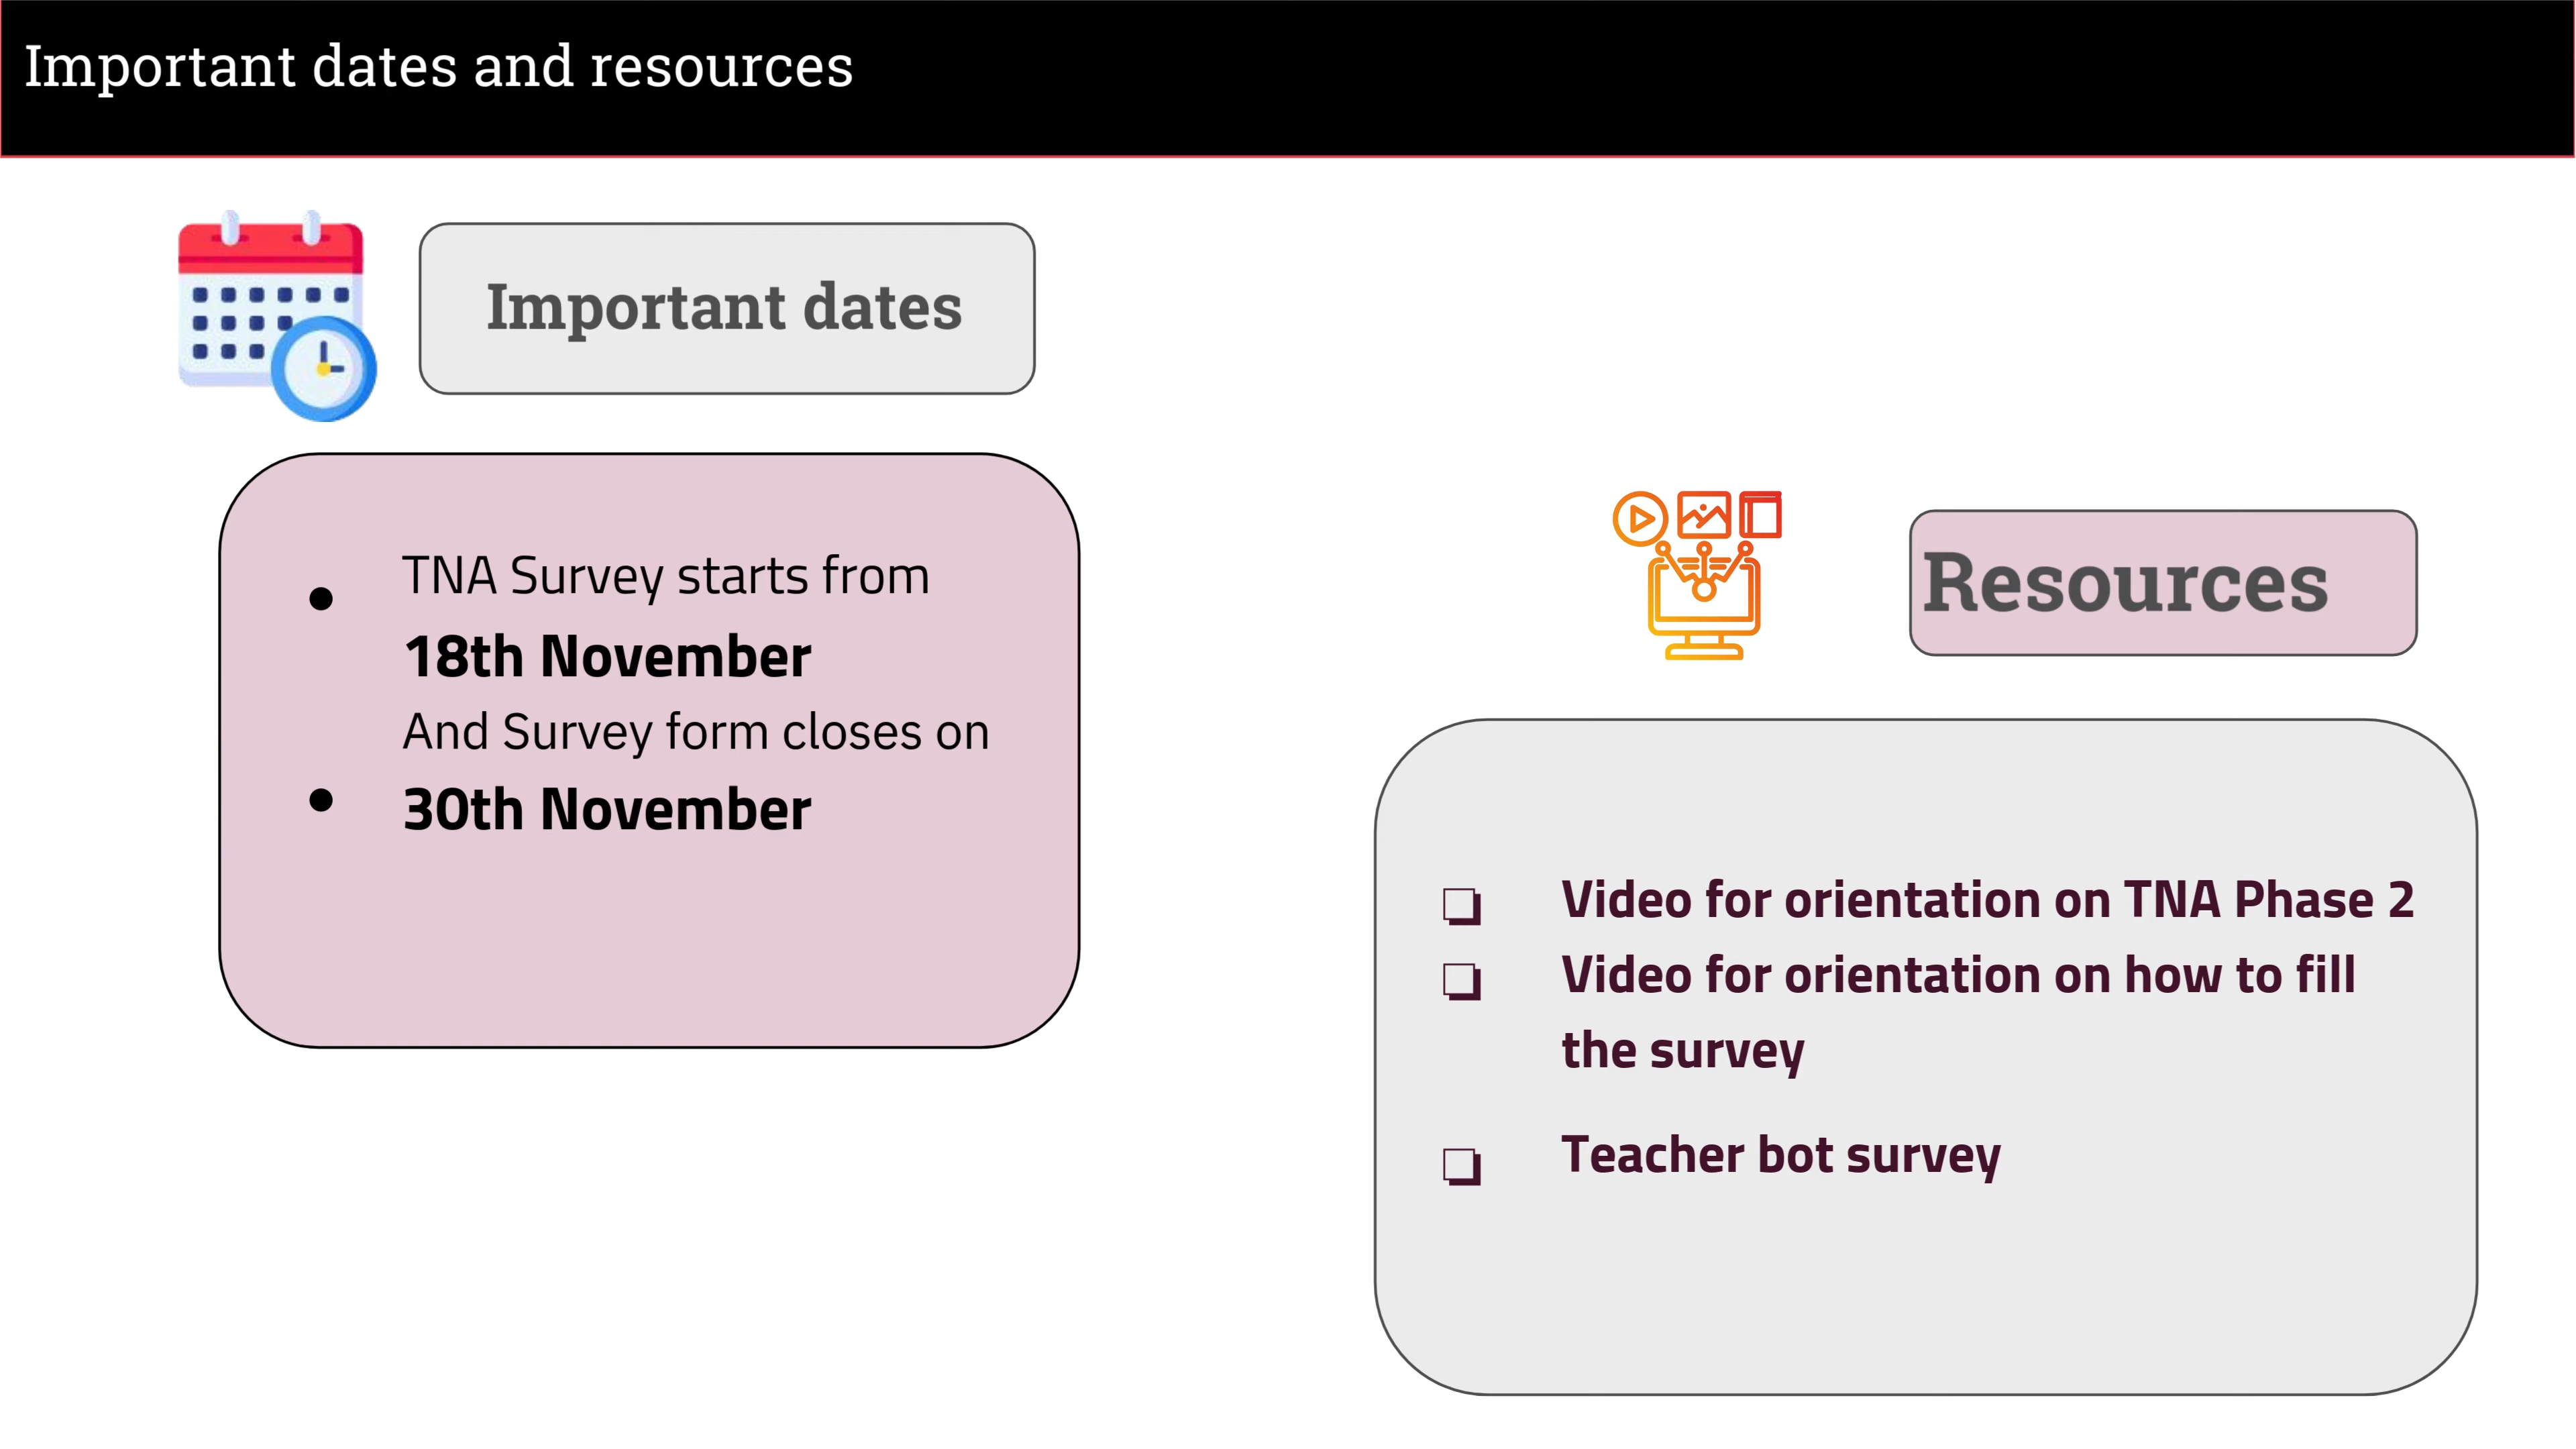 Important dates and resources
Important dates
• TNA Survey starts from
18th November
And Survey form closes on
• 30th November
Resources
❏ Video for orientation on TNA Phase 2
❏ Video for orientation on how to fill
the survey
❏ Teacher bot survey